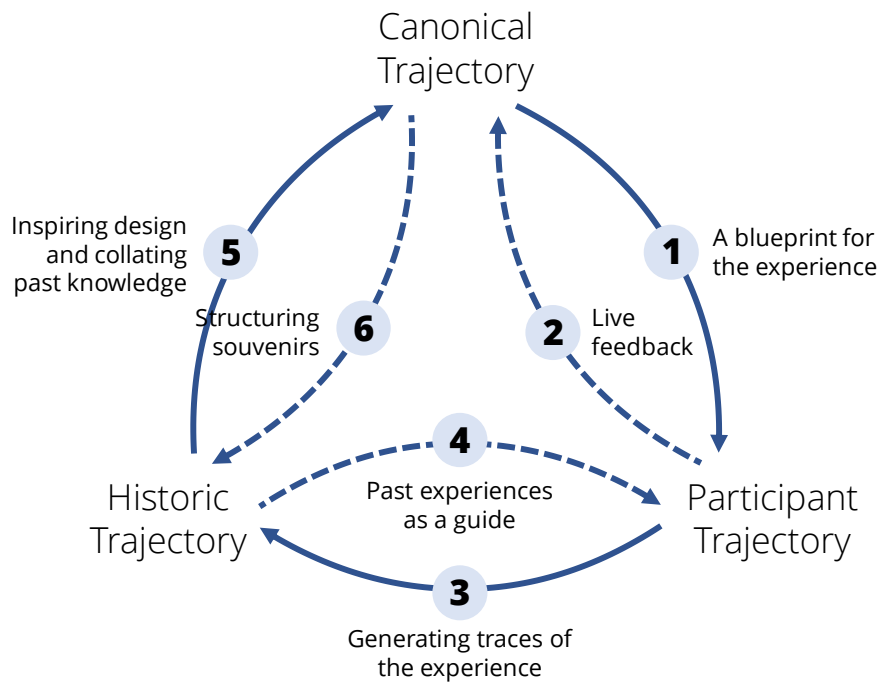 Canonical
Trajectory
1
A blueprint for
the experience
2
Live
feedback
Participant
Trajectory
3
Generating traces of
the experience
4
Past experiences
as a guide
Historic
Trajectory
5
Inspiring design
and collating
past knowledge
6
Structuring
souvenirs